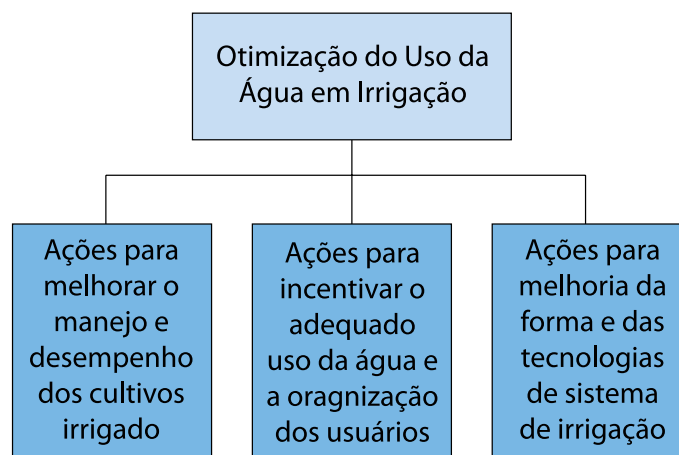 Otimização do Uso da
Água em Irrigação
Ações para
melhorar o
manejo e
desempenho
dos cultivos
irrigado
Ações para
incentivar o
adequado
uso da água e
a oragnização
dos usuários
Ações para
melhoria da
forma e das
tecnologias
de sistema
de irrigação